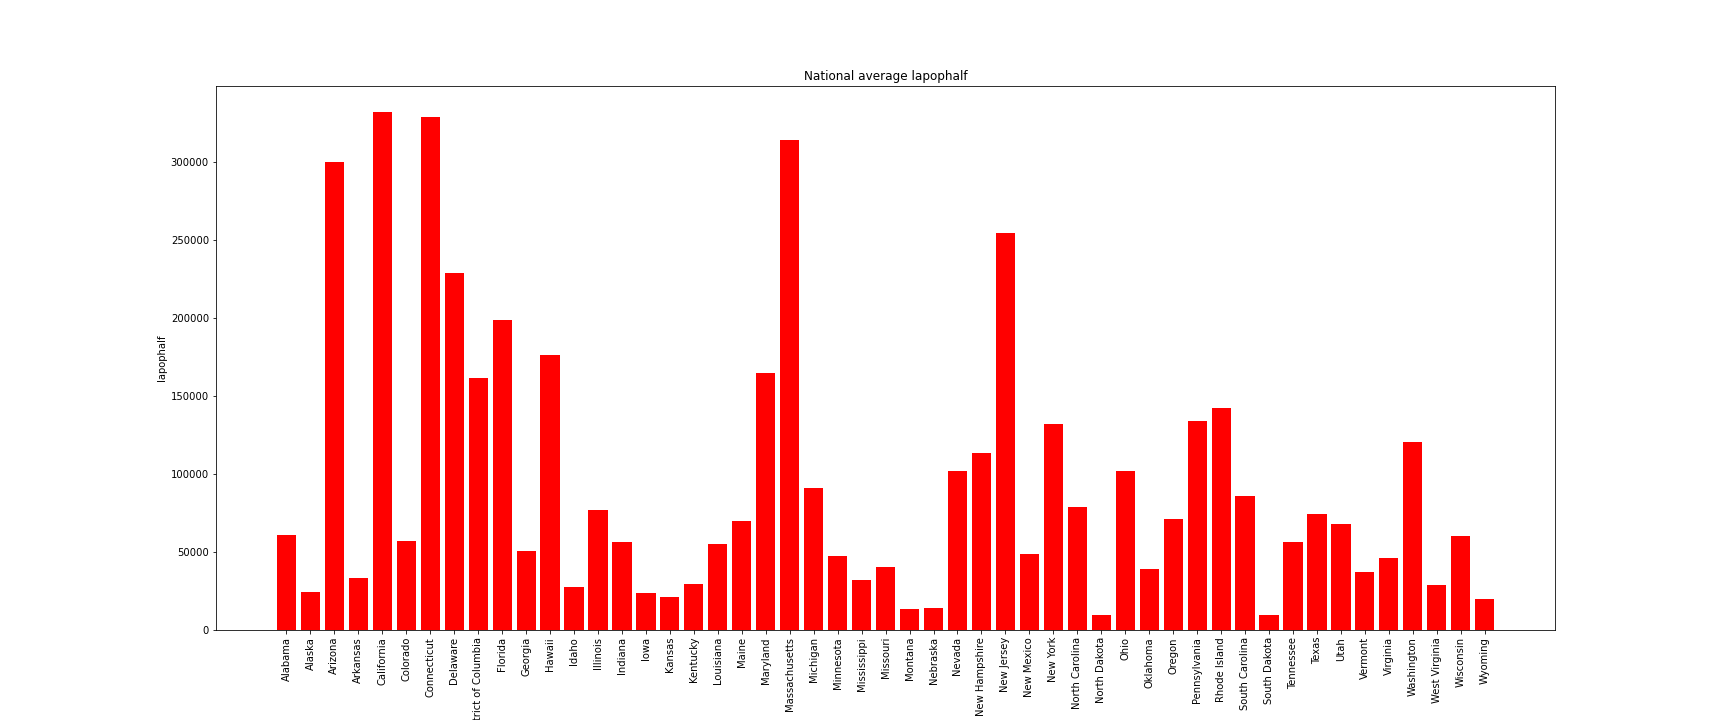 National average lapophalf
lapophalf
300000
250000
200000
150000
100000
50000
0
Alabama
Alaska
Arizona
Arkansas
California
Colorado
Connecticut
Delaware
trict of Columbia
Florida
Georgia
Hawaii
Idaho
Illinois
Indiana
Iowa
Kansas
Kentucky
Louisiana
Maine
Maryland
Massachusetts
Michigan
Minnesota
Mississippi
Missouri
Montana
Nebraska
Nevada
New Hampshire
New Jersey
New Mexico
New York
North Carolina
North Dakota
Ohio
Oklahoma
Oregon
Pennsylvania
Rhode Island
South Carolina
South Dakota
Tennessee
Texas
Utah
Vermont
Virginia
Washington
West Virginia
Wisconsin
Wyoming